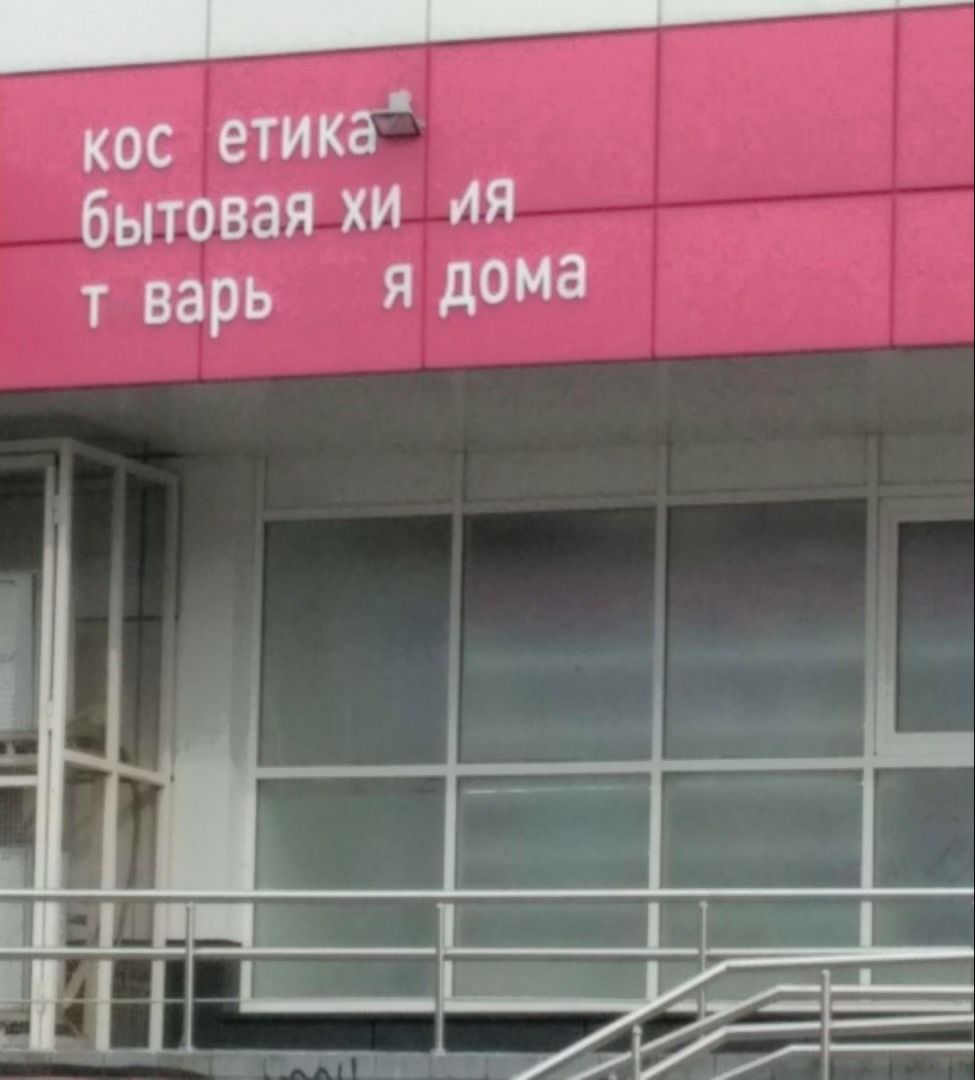 кос етика
бытовая хи ия
т варь я дома